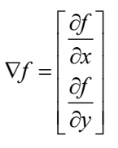 ∇f = [ ∂f/∂x
∂f/∂y ]